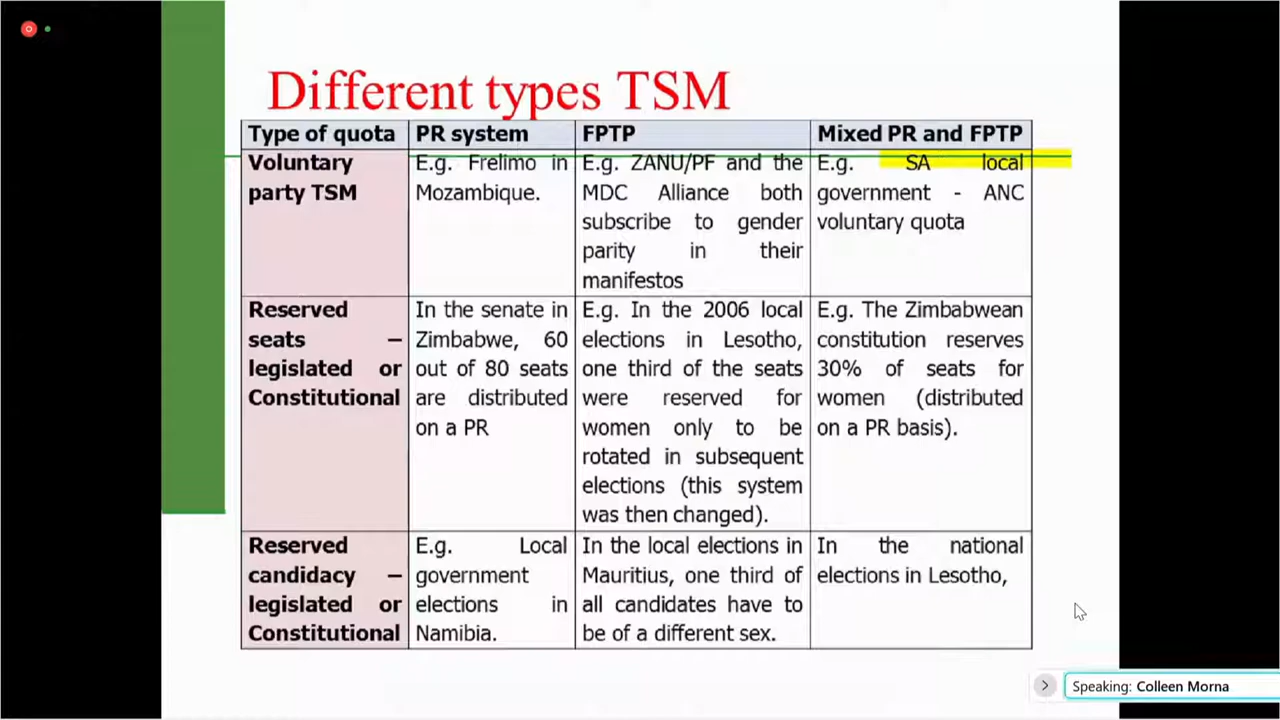 Different types TSM
Type of quota
PR system
FPTP
Mixed PR and FPTP
Voluntary
party TSM
E.g. Frelimo in
Mozambique.
E.g. ZANU/PF and the
MDC Alliance both
subscribe to gender
parity in their
manifestos
E.g. SA local
government - ANC
voluntary quota
Reserved
seats –
legislated or
Constitutional
In the senate in
Zimbabwe, 60
out of 80 seats
are distributed
on a PR
E.g. In the 2006 local
elections in Lesotho,
one third of the seats
were reserved for
women only to be
rotated in subsequent
elections (this system
was then changed).
E.g. The Zimbabwean
constitution reserves
30% of seats for
women (distributed
on a PR basis).
Reserved
candidacy –
legislated or
Constitutional
E.g. Local
government
elections in
Namibia.
In the local elections in
Mauritius, one third of
all candidates have to
be of a different sex.
In the national
elections in Lesotho,
Speaking: Colleen Morna